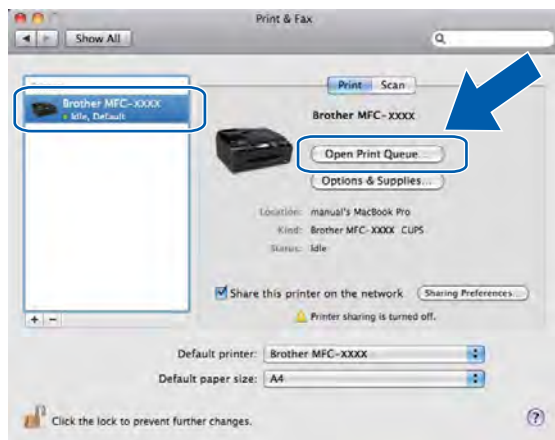 Print & Fax
Show All
Print Scan
Brother MFC-XXXX
Idle, Default
Brother MFC-XXXX
Open Print Queue...
Options & Supplies...
Location: manual's MacBook Pro
Kind: Brother MFC-XXXX CUPS
Status: Idle
Share this printer on the network Sharing Preferences...
Printer sharing is turned off.
+ −
Default printer: Brother MFC-XXXX
Default paper size: A4
Click the lock to prevent further changes. ?